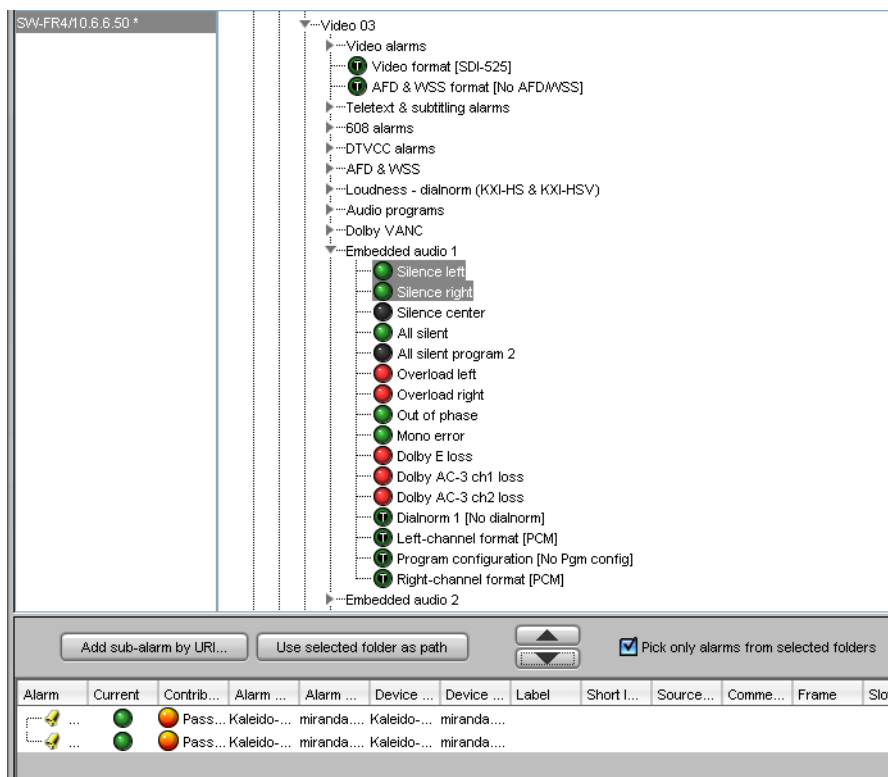 SW-FR4/10.6.6.50 *
Video 03
Video alarms
T Video format [SDI-525]
T AFD & WSS format [No AFD/WSS]
Teletext & subtitling alarms
608 alarms
DTVCC alarms
AFD & WSS
Loudness - dialnorm (KXI-HS & KXI-HSV)
Audio programs
Dolby VANC
Embedded audio 1
Silence left
Silence right
Silence center
All silent
All silent program 2
Overload left
Overload right
Out of phase
Mono error
Dolby E loss
Dolby AC-3 ch1 loss
Dolby AC-3 ch2 loss
T Dialnorm 1 [No dialnorm]
T Left-channel format [PCM]
T Program configuration [No Pgm config]
T Right-channel format [PCM]
Embedded audio 2
Add sub-alarm by URI... Use selected folder as path Pick only alarms from selected folders
Alarm Current Contrib... Alarm ... Alarm ... Device ... Device ... Label Short l... Source... Comme... Frame Slo
... Pass... Kaleido-... miranda.... Kaleido-... miranda....
... Pass... Kaleido-... miranda.... Kaleido-... miranda....